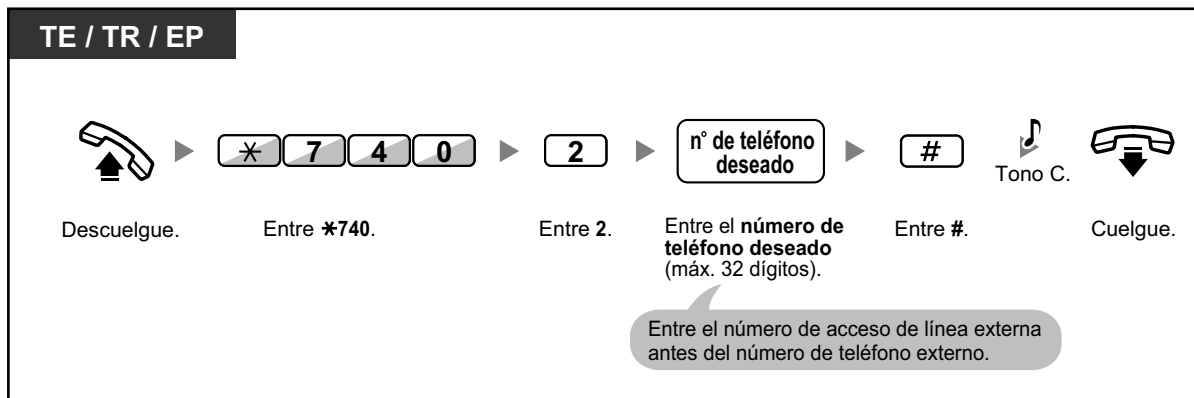 TE / TR / EP
✳ 7 4 0
2
n° de teléfono
deseado
#
Tono C.
Descuelgue.
Entre ✳740.
Entre 2.
Entre el número de
teléfono deseado
(máx. 32 dígitos).
Entre #.
Cuelgue.
Entre el número de acceso de línea externa
antes del número de teléfono externo.